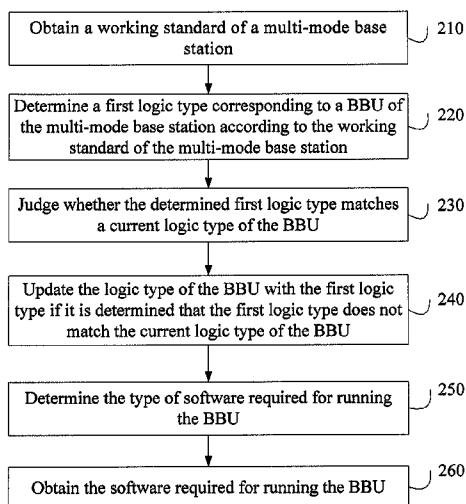 Obtain a working standard of a multi-mode base
station
210
Determine a first logic type corresponding to a BBU of
the multi-mode base station according to the working
standard of the multi-mode base station
220
Judge whether the determined first logic type matches
a current logic type of the BBU
230
Update the logic type of the BBU with the first logic
type if it is determined that the first logic type does not
match the current logic type of the BBU
240
Determine the type of software required for running
the BBU
250
Obtain the software required for running the BBU
260